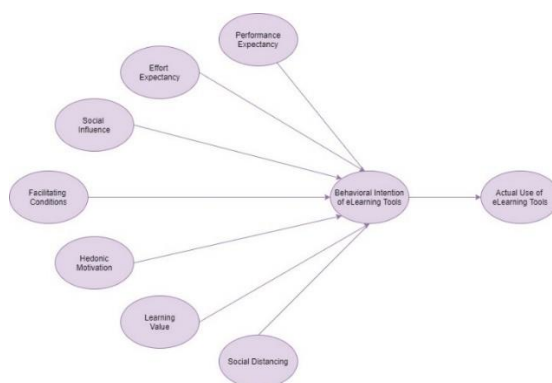 Performance
Expectancy
Effort
Expectancy
Social
Influence
Facilitating
Conditions
Behavioral Intention
of eLearning Tools
Actual Use of
eLearning Tools
Hedonic
Motivation
Learning
Value
Social Distancing